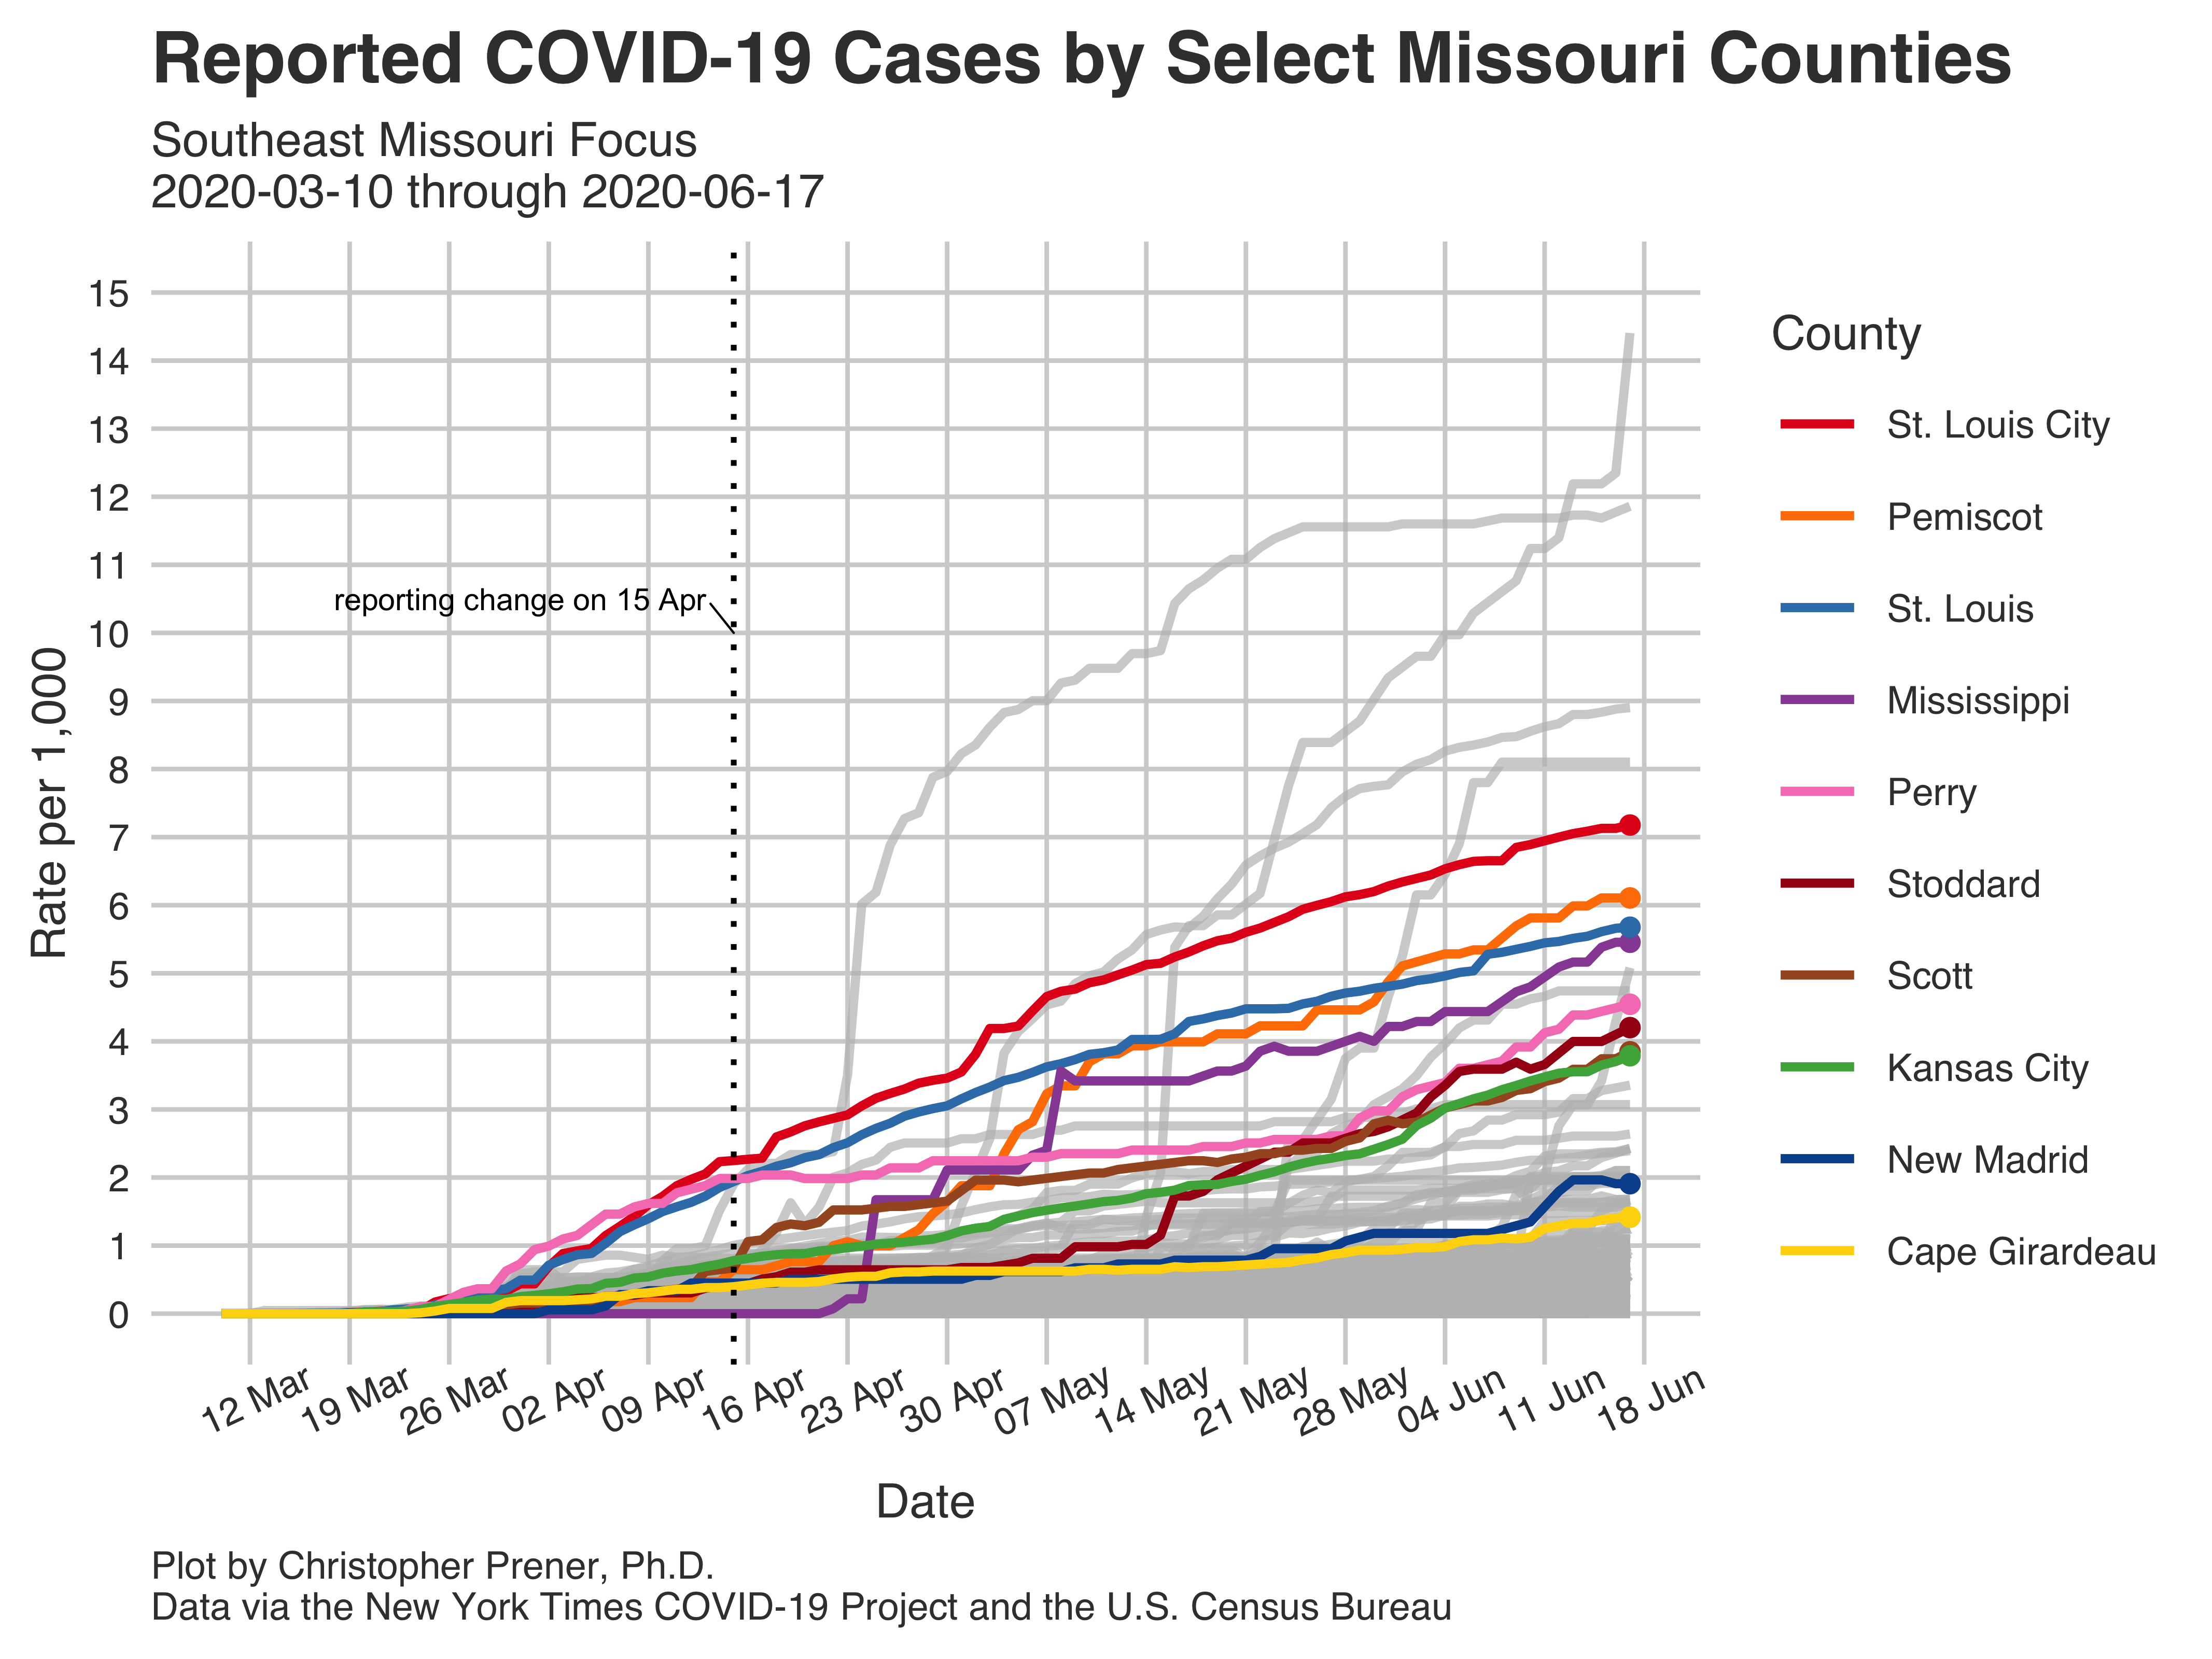 Reported COVID-19 Cases by Select Missouri Counties
Southeast Missouri Focus
2020-03-10 through 2020-06-17
15
14
13
12
11
10
9
8
7
6
5
4
3
2
1
0
Rate per 1,000
reporting change on 15 Apr
12 Mar
19 Mar
26 Mar
02 Apr
09 Apr
16 Apr
23 Apr
30 Apr
07 May
14 May
21 May
28 May
04 Jun
11 Jun
18 Jun
Date
County
St. Louis City
Pemiscot
St. Louis
Mississippi
Perry
Stoddard
Scott
Kansas City
New Madrid
Cape Girardeau
Plot by Christopher Prener, Ph.D.
Data via the New York Times COVID-19 Project and the U.S. Census Bureau